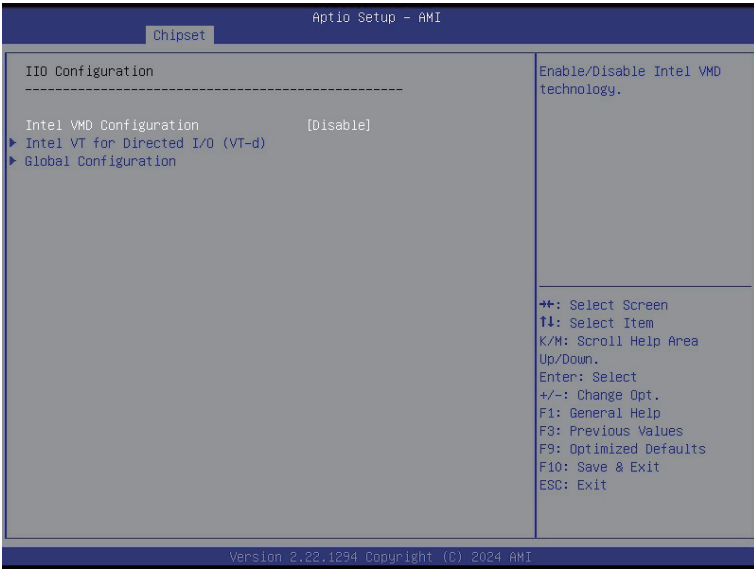 Aptio Setup – AMI
Chipset
IIO Configuration
--------------------------------------------------
Intel VMD Configuration [Disable]
Intel VT for Directed I/O (VT-d)
Global Configuration
Enable/Disable Intel VMD
technology.
→←: Select Screen
↑↓: Select Item
K/M: Scroll Help Area
Up/Down.
Enter: Select
+/-: Change Opt.
F1: General Help
F3: Previous Values
F9: Optimized Defaults
F10: Save & Exit
ESC: Exit
Version 2.22.1294 Copyright (C) 2024 AMI